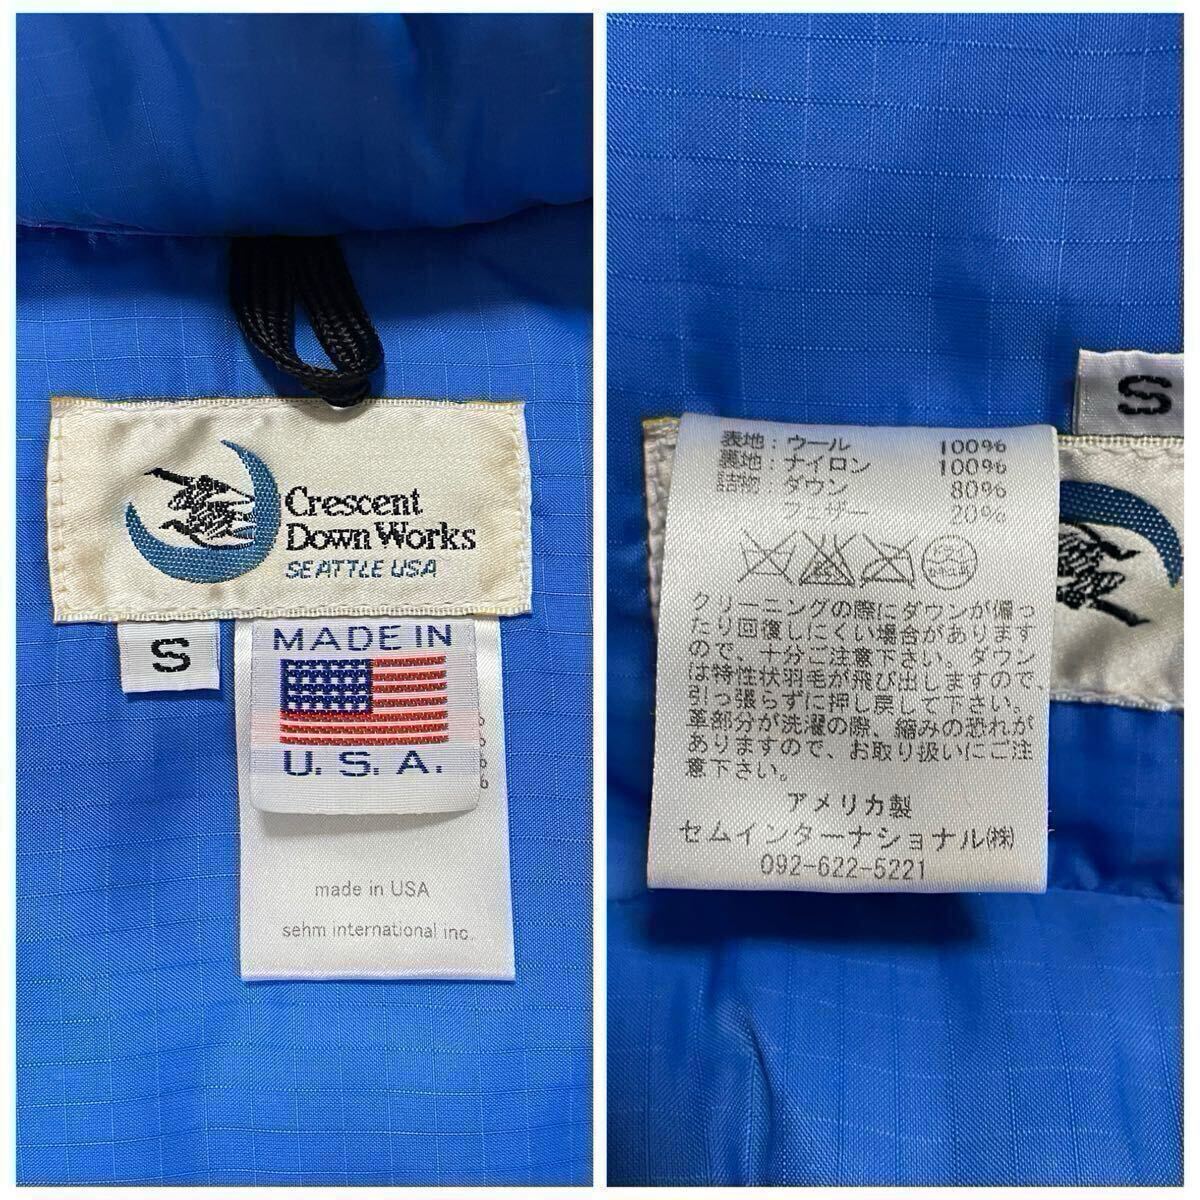 Crescent
Down Works
SEATTLE USA
S
MADE IN
U.S.A.
made in USA
sehm international inc.
S
表地:ウール 100%
裏地:ナイロン 100%
詰物:ダウン 80%
フェザー 20%
クリーニングの際にダウンが偏っ
たり回復しにくい場合があります
ので、十分ご注意下さい。ダウン
は特性状羽毛が飛び出しますので
引っ張らずに押し戻して下さい。
革部分が洗濯の際、縮みの恐れが
ありますので、お取り扱いにご注
意下さい。
アメリカ製
セムインターナショナル(株)
092-622-5221